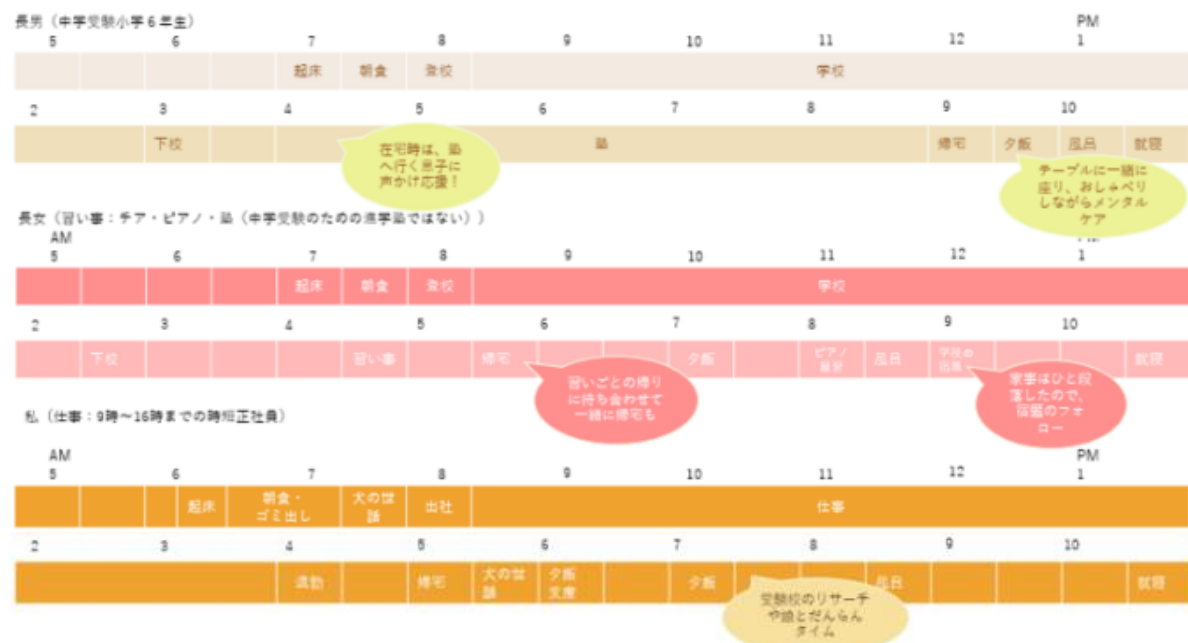 長男（中学受験小学６年生）
PM
5 6 7 8 9 10 11 12 1
起床 朝食 登校 学校
2 3 4 5 6 7 8 9 10
下校 塾 帰宅 夕飯 風呂 就寝
在宅時は、塾
へ行く息子に
声かけ応援！
テーブルに一緒に
座り、おしゃべり
しながらメンタル
ケア
長女（習い事：チア・ピアノ・塾（中学受験のための進学塾ではない））
AM
5 6 7 8 9 10 11 12 1
起床 朝食 登校 学校
2 3 4 5 6 7 8 9 10
下校 習い事 帰宅 夕飯 ピアノ
練習 風呂 学校の
宿題 就寝
習いごとの帰り
に待ち合わせて
一緒に帰宅も
家事はひと段
落したので、
宿題のフォ
ロー
私（仕事：9時～16時までの時短正社員）
AM PM
5 6 7 8 9 10 11 12 1
起床 朝食・
ゴミ出し 犬の世
話 出社 仕事
2 3 4 5 6 7 8 9 10
退勤 帰宅 犬の世
話 夕飯
支度 夕飯 風呂 就寝
受験校のリサーチ
や娘とだんらん
タイム